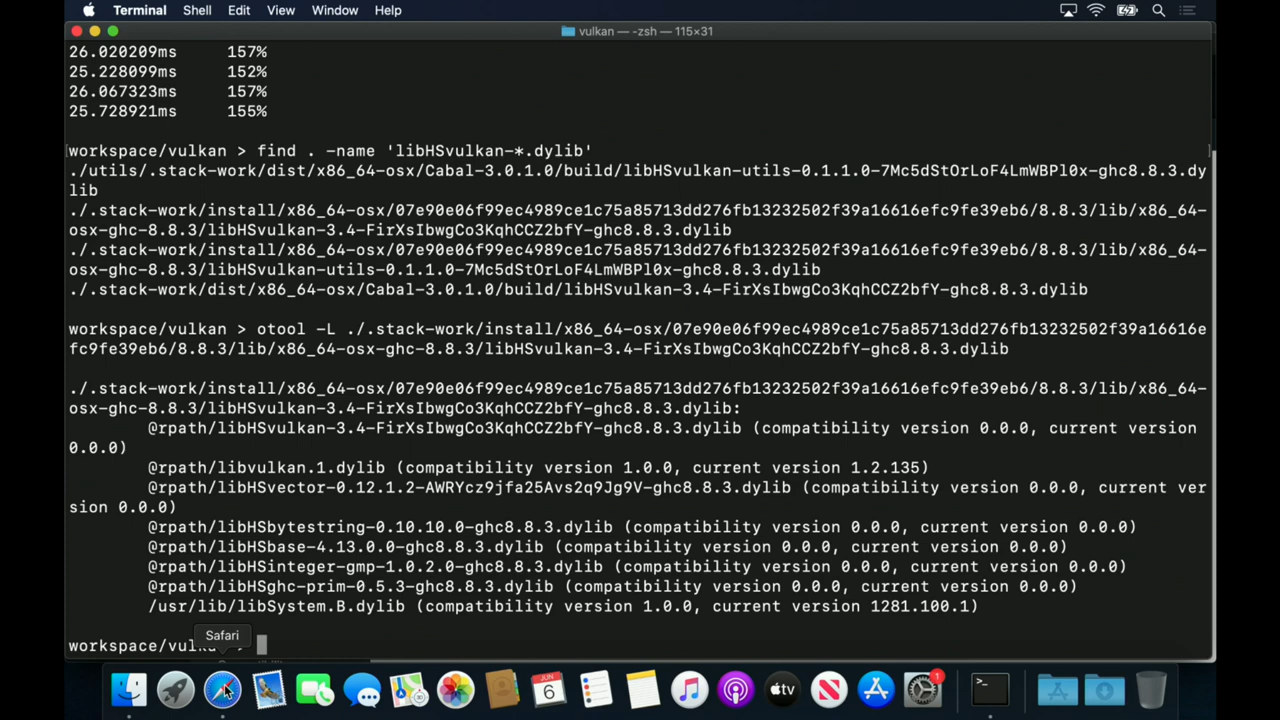 Terminal Shell Edit View Window Help
vulkan — -zsh — 115×31
26.020209ms 157%
25.228099ms 152%
26.067323ms 157%
25.728921ms 155%
workspace/vulkan > find . -name 'libHSvulkan-*.dylib'
./utils/.stack-work/dist/x86_64-osx/Cabal-3.0.1.0/build/libHSvulkan-utils-0.1.1.0-7Mc5dStOrLoF4LmWBPl0x-ghc8.8.3.dy
lib
./.stack-work/install/x86_64-osx/07e90e06f99ec4989ce1c75a85713dd276fb13232502f39a16616efc9fe39eb6/8.8.3/lib/x86_64-
osx-ghc-8.8.3/libHSvulkan-3.4-FirXsIbwgCo3KqhCCZ2bfY-ghc8.8.3.dylib
./.stack-work/install/x86_64-osx/07e90e06f99ec4989ce1c75a85713dd276fb13232502f39a16616efc9fe39eb6/8.8.3/lib/x86_64-
osx-ghc-8.8.3/libHSvulkan-utils-0.1.1.0-7Mc5dStOrLoF4LmWBPl0x-ghc8.8.3.dylib
./.stack-work/dist/x86_64-osx/Cabal-3.0.1.0/build/libHSvulkan-3.4-FirXsIbwgCo3KqhCCZ2bfY-ghc8.8.3.dylib
workspace/vulkan > otool -L ./.stack-work/install/x86_64-osx/07e90e06f99ec4989ce1c75a85713dd276fb13232502f39a16616e
fc9fe39eb6/8.8.3/lib/x86_64-osx-ghc-8.8.3/libHSvulkan-3.4-FirXsIbwgCo3KqhCCZ2bfY-ghc8.8.3.dylib
./.stack-work/install/x86_64-osx/07e90e06f99ec4989ce1c75a85713dd276fb13232502f39a16616efc9fe39eb6/8.8.3/lib/x86_64-
osx-ghc-8.8.3/libHSvulkan-3.4-FirXsIbwgCo3KqhCCZ2bfY-ghc8.8.3.dylib:
@rpath/libHSvulkan-3.4-FirXsIbwgCo3KqhCCZ2bfY-ghc8.8.3.dylib (compatibility version 0.0.0, current version
0.0.0)
@rpath/libvulkan.1.dylib (compatibility version 1.0.0, current version 1.2.135)
@rpath/libHSvector-0.12.1.2-AWRYcz9jfa25Avs2q9Jg9V-ghc8.8.3.dylib (compatibility version 0.0.0, current ver
sion 0.0.0)
@rpath/libHSbytestring-0.10.10.0-ghc8.8.3.dylib (compatibility version 0.0.0, current version 0.0.0)
@rpath/libHSbase-4.13.0.0-ghc8.8.3.dylib (compatibility version 0.0.0, current version 0.0.0)
@rpath/libHSinteger-gmp-1.0.2.0-ghc8.8.3.dylib (compatibility version 0.0.0, current version 0.0.0)
@rpath/libHSghc-prim-0.5.3-ghc8.8.3.dylib (compatibility version 0.0.0, current version 0.0.0)
/usr/lib/libSystem.B.dylib (compatibility version 1.0.0, current version 1281.100.1)
Safari
workspace/vul
JUN
6
tv
1